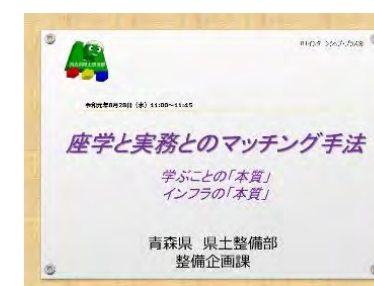 令和元年8月28日（水）11:00～11:45
座学と実務とのマッチング手法
学ぶことの「本質」
インフラの「本質」
青森県 県土整備部
整備企画課